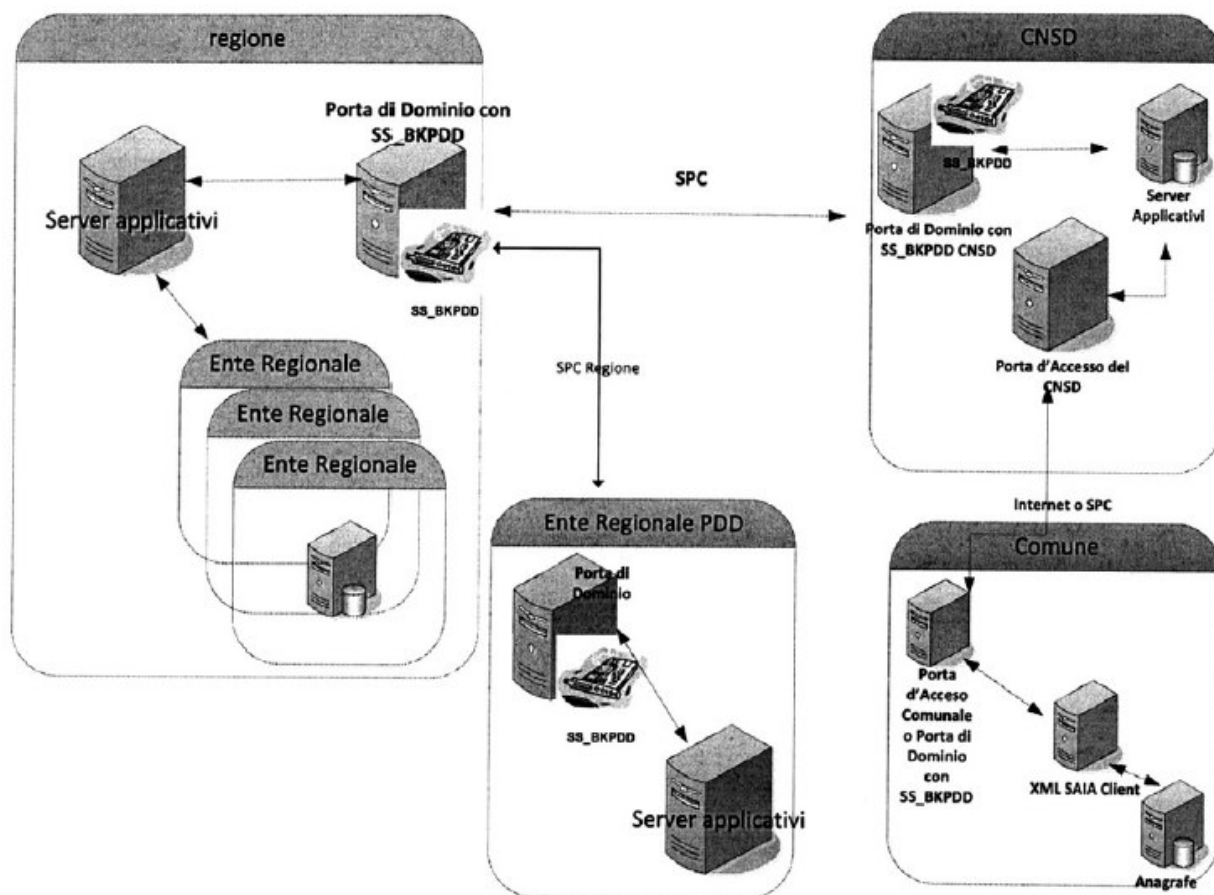 regione
Porta di Dominio con
SS_BKPDD
Server applicativi
SS_BKPDD
Ente Regionale
Ente Regionale
Ente Regionale
SPC
SPC Regione
CNSD
SS_BKPDD
Porta di Dominio con
SS_BKPDD CNSD
Server
Applicativi
Porta d'Accesso del
CNSD
Internet o SPC
Ente Regionale PDD
Porta di
Dominio
SS_BKPDD
Server applicativi
Comune
Porta
d'Acceso
Comunale
o Porta di
Dominio
con
SS_BKPDD
XML SAIA Client
Anagrafe